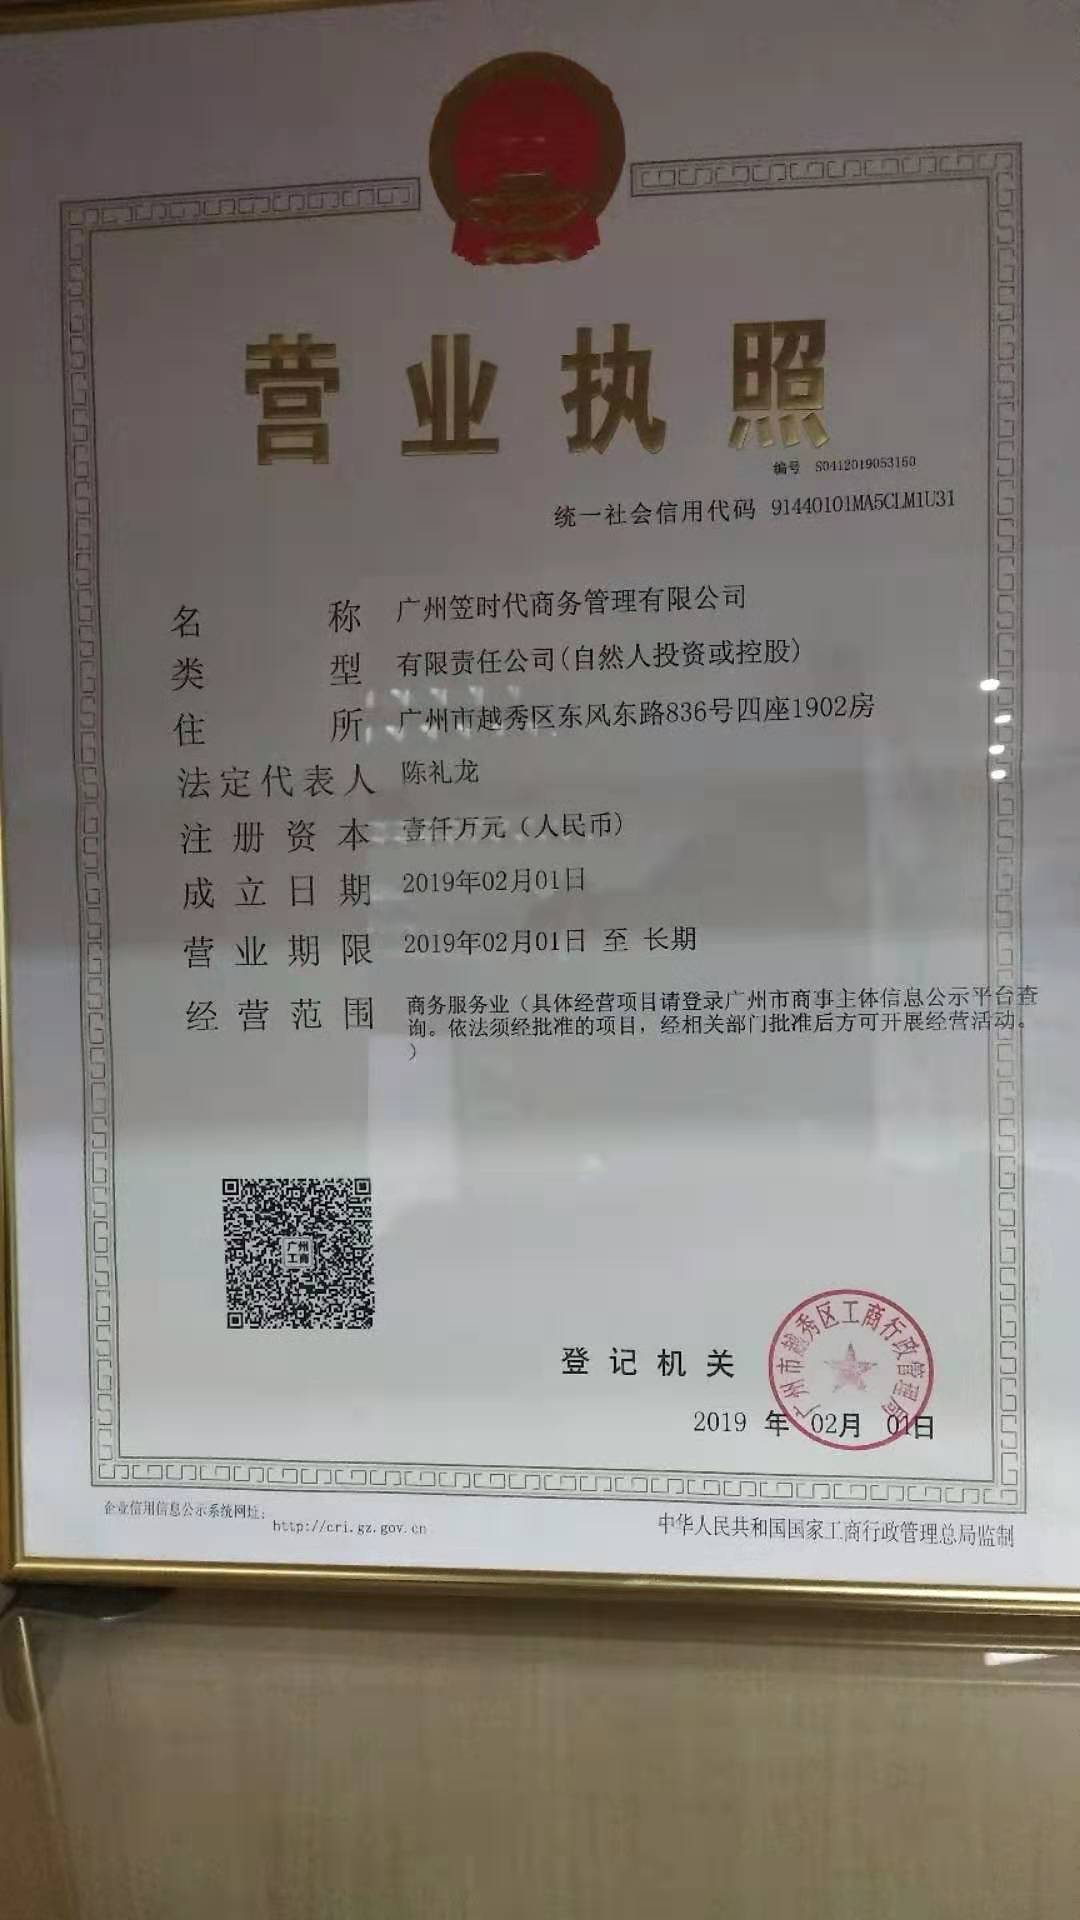 营业执照
编号 S0412019053150
统一社会信用代码 91440101MA5CLM1U31
名称 广州笠时代商务管理有限公司
类型 有限责任公司(自然人投资或控股)
住所 广州市越秀区东风东路836号四座1902房
法定代表人 陈礼龙
注册资本 壹仟万元（人民币）
成立日期 2019年02月01日
营业期限 2019年02月01日 至 长期
经营范围 商务服务业（具体经营项目请登录广州市商事主体信息公示平台查
询。依法须经批准的项目，经相关部门批准后方可开展经营活动。
）
广州
工商
登记机关
广州市越秀区工商行政管理局
2019 年 02月 01日
企业信用信息公示系统网址：
http://cri.gz.gov.cn
中华人民共和国国家工商行政管理总局监制